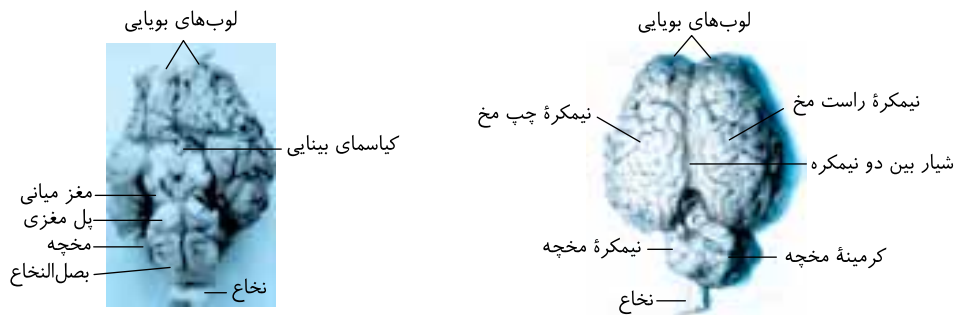 لوب‌های بویایی
نیمکرهٔ راست مخ
نیمکرهٔ چپ مخ
شیار بین دو نیمکره
نیمکرهٔ مخچه
کرمینهٔ مخچه
نخاع
لوب‌های بویایی
کیاسمای بینایی
مغز میانی
پل مغزی
مخچه
بصل‌النخاع
نخاع